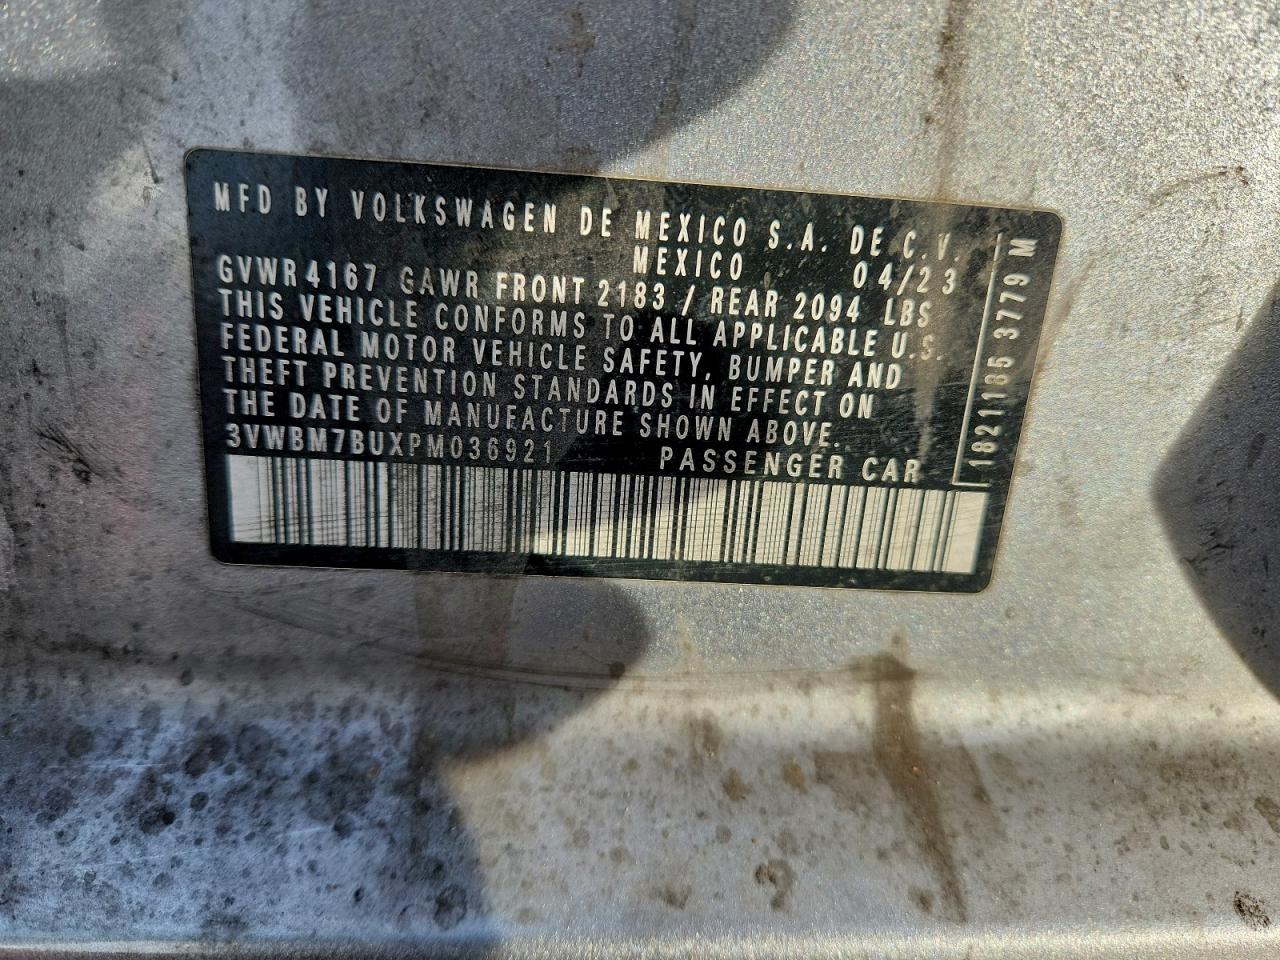 MFD BY VOLKSWAGEN DE MEXICO S.A. DE C.V.
MEXICO 04/23
GVWR 4167 GAWR FRONT 2183 / REAR 2094 LBS
THIS VEHICLE CONFORMS TO ALL APPLICABLE U.S.
FEDERAL MOTOR VEHICLE SAFETY, BUMPER AND
THEFT PREVENTION STANDARDS IN EFFECT ON
THE DATE OF MANUFACTURE SHOWN ABOVE.
3VWBM7BUXPM036921 PASSENGER CAR
1821185 3779 M